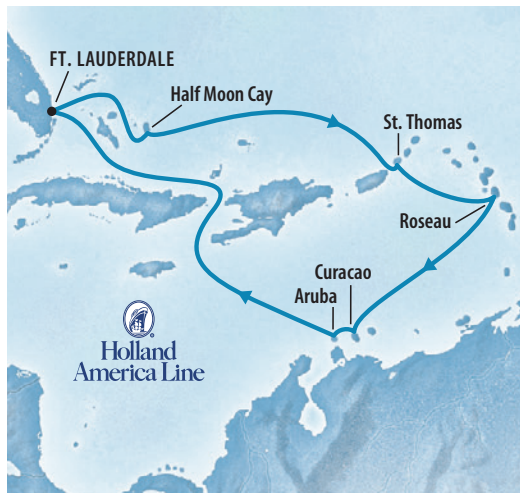 FT. LAUDERDALE
Half Moon Cay
St. Thomas
Roseau
Curacao
Aruba
Holland
America Line